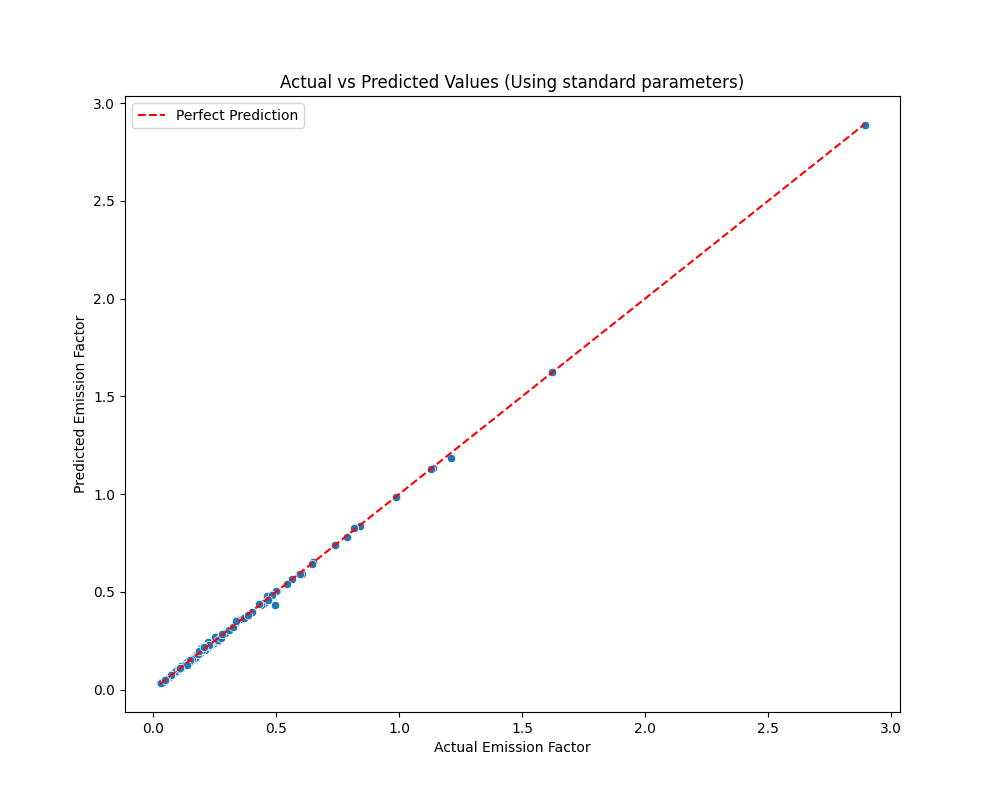 Actual vs Predicted Values (Using standard parameters)
Perfect Prediction
Predicted Emission Factor
3.0
2.5
2.0
1.5
1.0
0.5
0.0
0.0 0.5 1.0 1.5 2.0 2.5 3.0
Actual Emission Factor